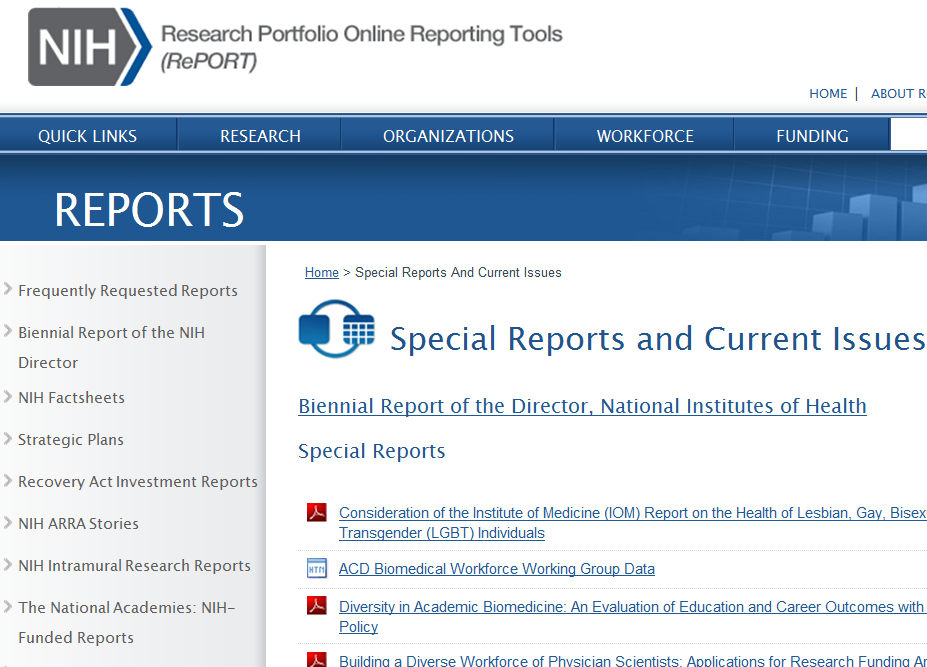 NIH
Research Portfolio Online Reporting Tools
(RePORT)
HOME | ABOUT R
QUICK LINKS
RESEARCH
ORGANIZATIONS
WORKFORCE
FUNDING
REPORTS
Frequently Requested Reports
Biennial Report of the NIH
Director
NIH Factsheets
Strategic Plans
Recovery Act Investment Reports
NIH ARRA Stories
NIH Intramural Research Reports
The National Academies: NIH-
Funded Reports
Home > Special Reports And Current Issues
Special Reports and Current Issues
Biennial Report of the Director, National Institutes of Health
Special Reports
Consideration of the Institute of Medicine (IOM) Report on the Health of Lesbian, Gay, Bisex
Transgender (LGBT) Individuals
HTM
ACD Biomedical Workforce Working Group Data
Diversity in Academic Biomedicine: An Evaluation of Education and Career Outcomes with
Policy
Building a Diverse Workforce of Physician Scientists: Applications for Research Funding An